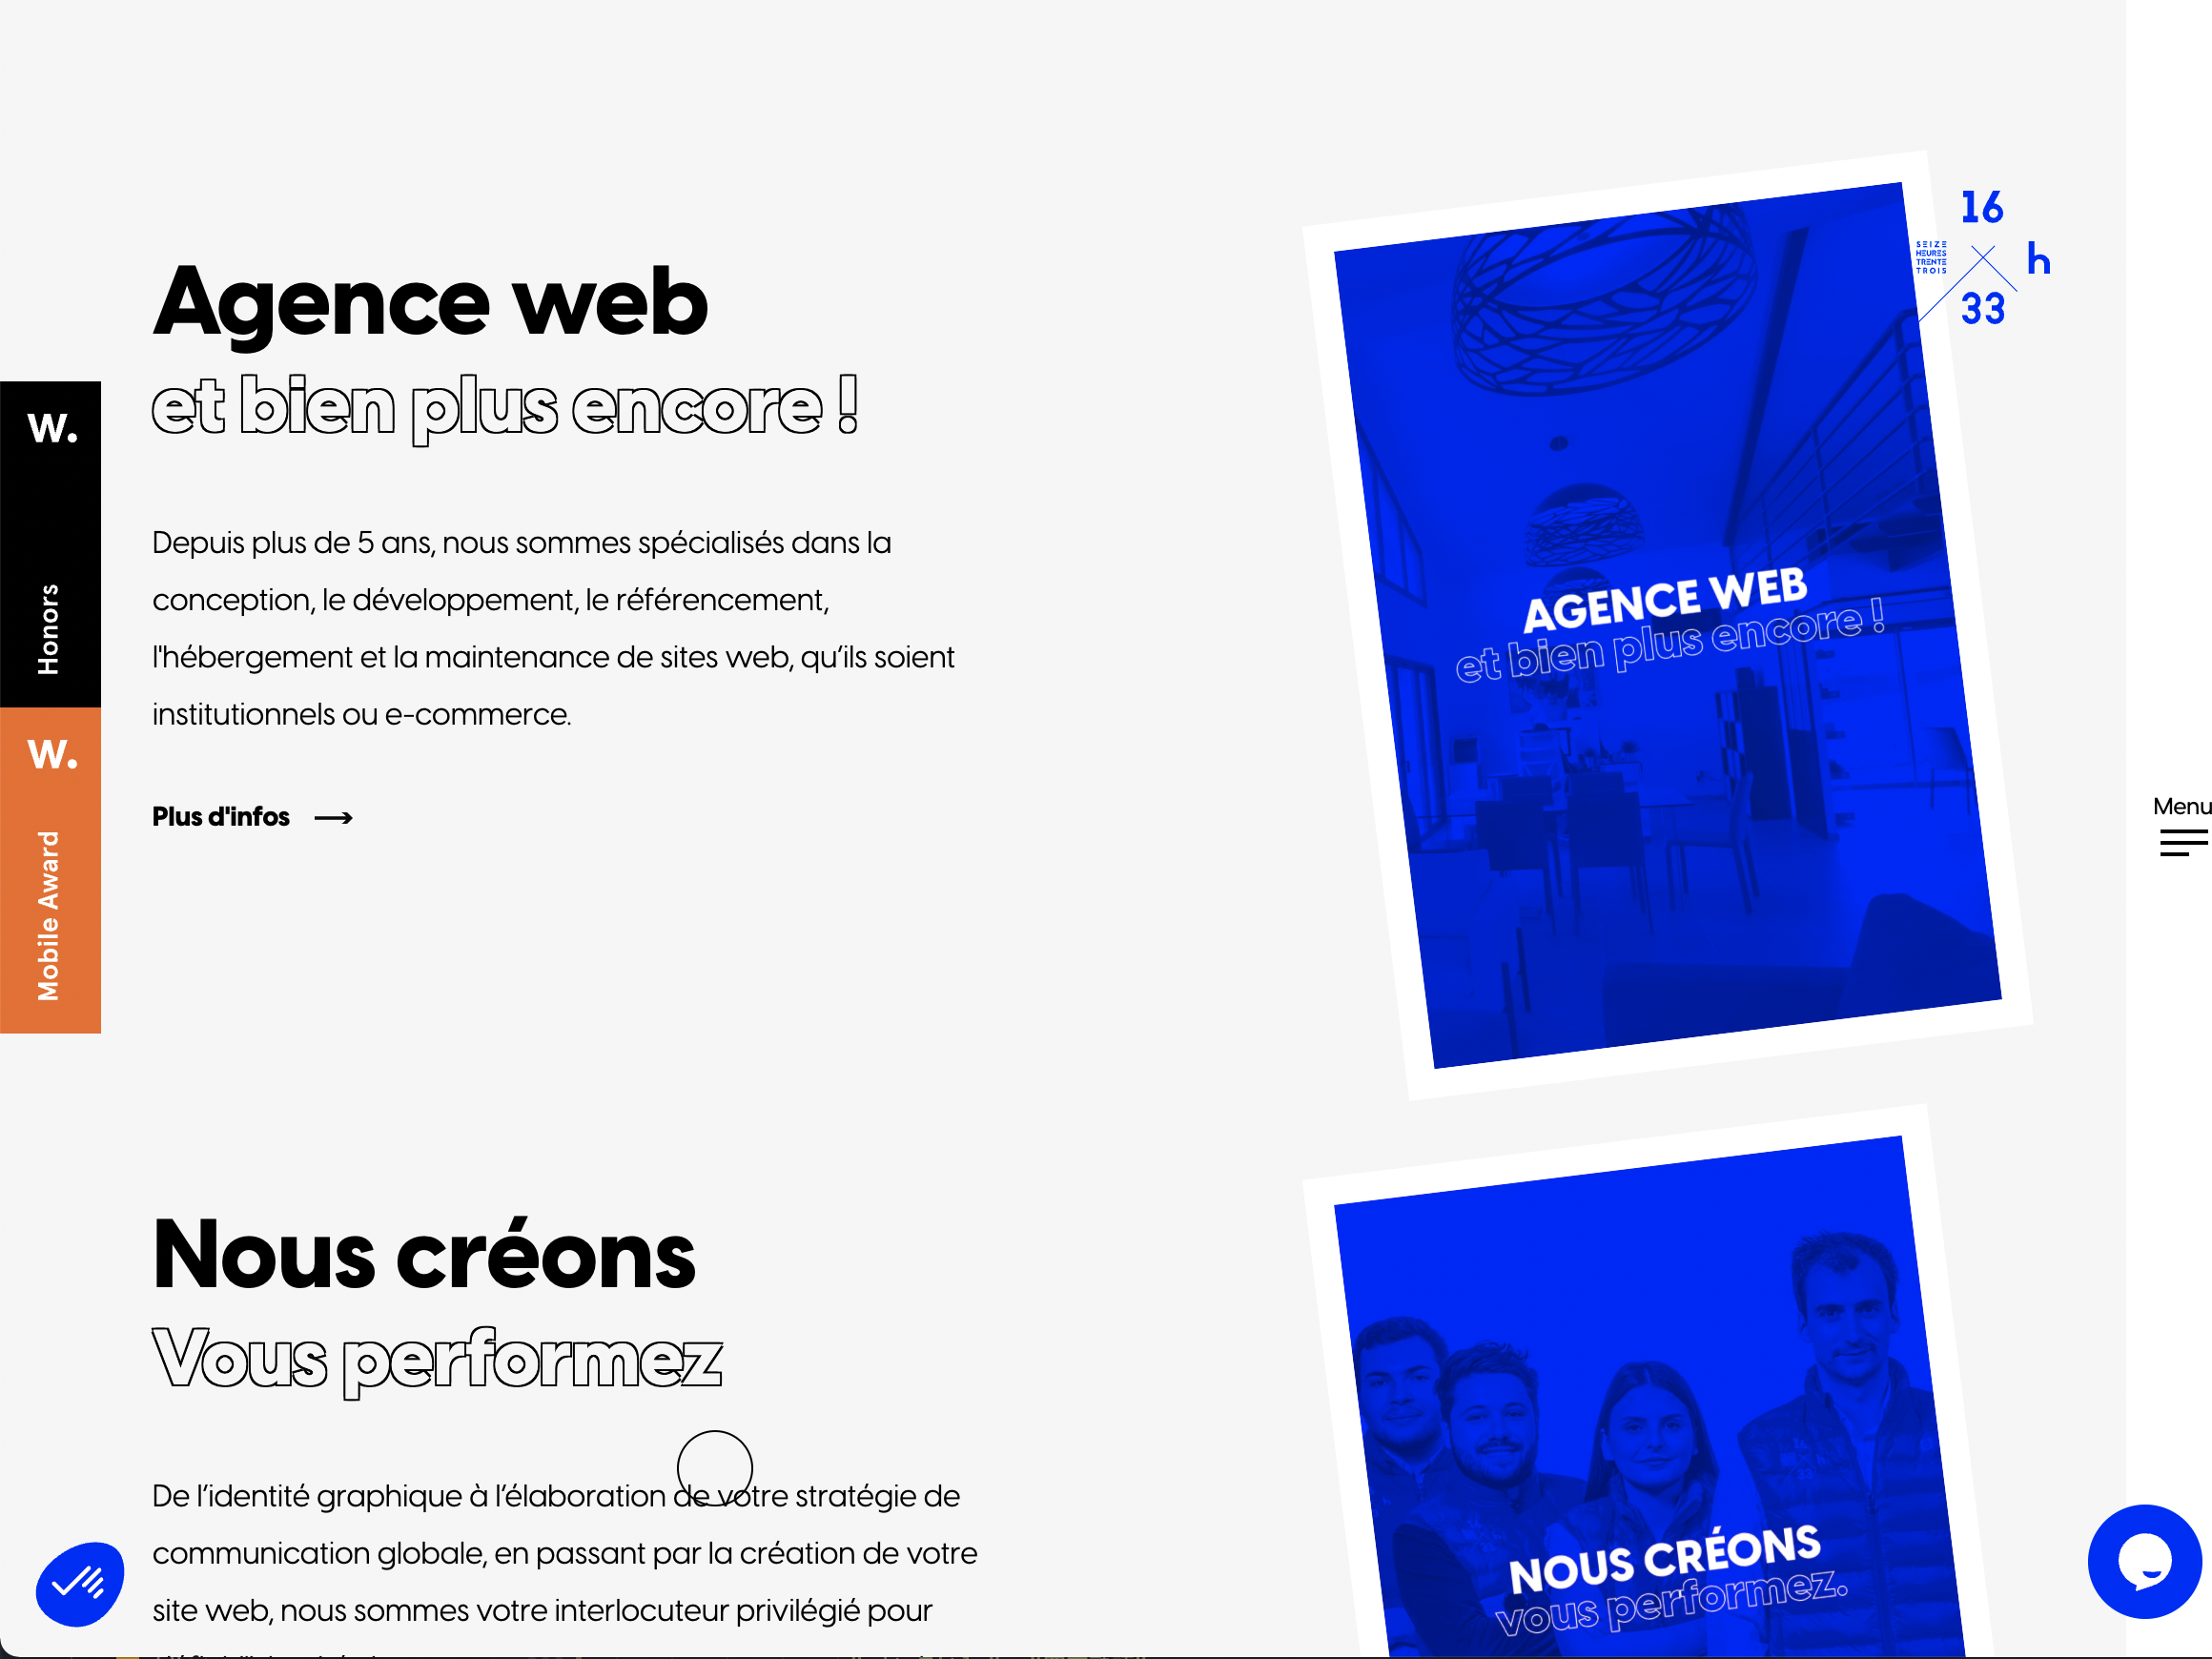 Agence web
et bien plus encore !
Depuis plus de 5 ans, nous sommes spécialisés dans la
conception, le développement, le référencement,
l'hébergement et la maintenance de sites web, qu’ils soient
institutionnels ou e-commerce.
Plus d'infos
W.
Honors
W.
Mobile Award
AGENCE WEB
et bien plus encore !
16
SEIZE
HEURES
TRENTE
TROIS
h
33
Menu
Nous créons
Vous performez
De l’identité graphique à l’élaboration de votre stratégie de
communication globale, en passant par la création de votre
site web, nous sommes votre interlocuteur privilégié pour
NOUS CRÉONS
vous performez.